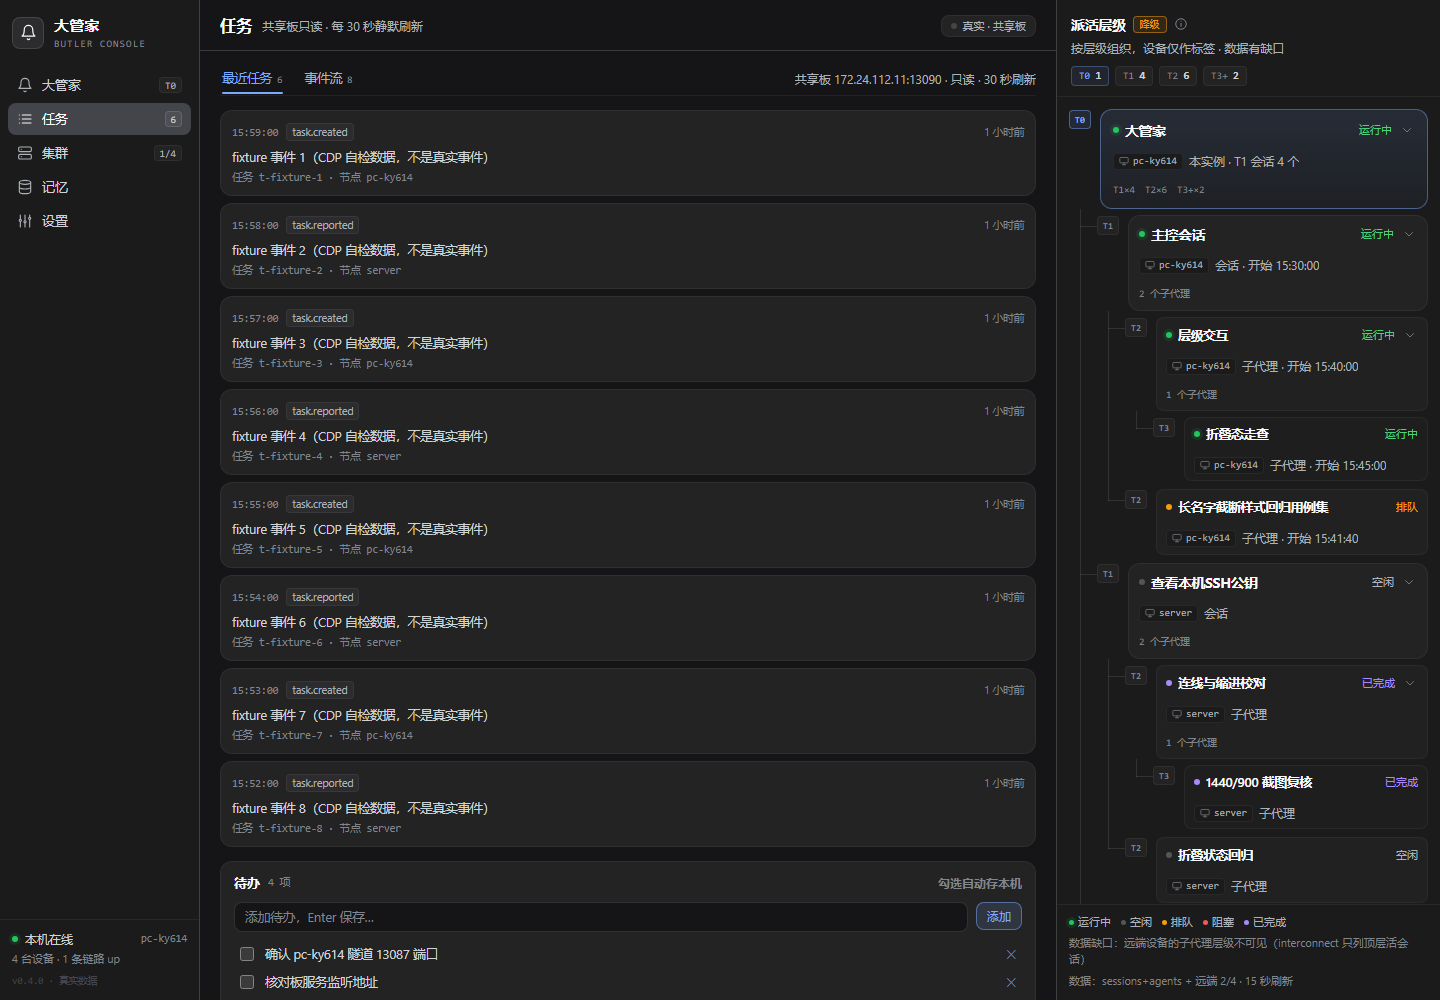 大管家
BUTLER CONSOLE
大管家 T0
任务 6
集群 1/4
记忆
设置
本机在线 pc-ky614
4 台设备 · 1 条链路 up
v0.4.0 · 真实数据
任务 共享板只读 · 每 30 秒静默刷新
真实 · 共享板
最近任务 6 事件流 8
共享板 172.24.112.11:13090 · 只读 · 30 秒刷新
15:59:00 task.created 1 小时前
fixture 事件 1（CDP 自检数据，不是真实事件）
任务 t-fixture-1 · 节点 pc-ky614
15:58:00 task.reported 1 小时前
fixture 事件 2（CDP 自检数据，不是真实事件）
任务 t-fixture-2 · 节点 server
15:57:00 task.created 1 小时前
fixture 事件 3（CDP 自检数据，不是真实事件）
任务 t-fixture-3 · 节点 pc-ky614
15:56:00 task.reported 1 小时前
fixture 事件 4（CDP 自检数据，不是真实事件）
任务 t-fixture-4 · 节点 server
15:55:00 task.created 1 小时前
fixture 事件 5（CDP 自检数据，不是真实事件）
任务 t-fixture-5 · 节点 pc-ky614
15:54:00 task.reported 1 小时前
fixture 事件 6（CDP 自检数据，不是真实事件）
任务 t-fixture-6 · 节点 server
15:53:00 task.created 1 小时前
fixture 事件 7（CDP 自检数据，不是真实事件）
任务 t-fixture-7 · 节点 pc-ky614
15:52:00 task.reported 1 小时前
fixture 事件 8（CDP 自检数据，不是真实事件）
任务 t-fixture-8 · 节点 server
待办 4 项 勾选自动存本机
添加待办，Enter 保存... 添加
确认 pc-ky614 隧道 13087 端口
核对板服务监听地址
派活层级 降级
按层级组织，设备仅作标签 · 数据有缺口
T0 1 T1 4 T2 6 T3+ 2
T0 大管家 运行中
pc-ky614 本实例 · T1 会话 4 个
T1×4 T2×6 T3+×2
T1 主控会话 运行中
pc-ky614 会话 · 开始 15:30:00
2 个子代理
T2 层级交互 运行中
pc-ky614 子代理 · 开始 15:40:00
1 个子代理
T3 折叠态走查 运行中
pc-ky614 子代理 · 开始 15:45:00
T2 长名字截断样式回归用例集 排队
pc-ky614 子代理 · 开始 15:41:40
T1 查看本机SSH公钥 空闲
server 会话
2 个子代理
T2 连线与缩进校对 已完成
server 子代理
1 个子代理
T3 1440/900 截图复核 已完成
server 子代理
T2 折叠状态回归 空闲
server 子代理
运行中 空闲 排队 阻塞 已完成
数据缺口：远端设备的子代理层级不可见（interconnect 只列顶层活会
话）
数据：sessions+agents + 远端 2/4 · 15 秒刷新